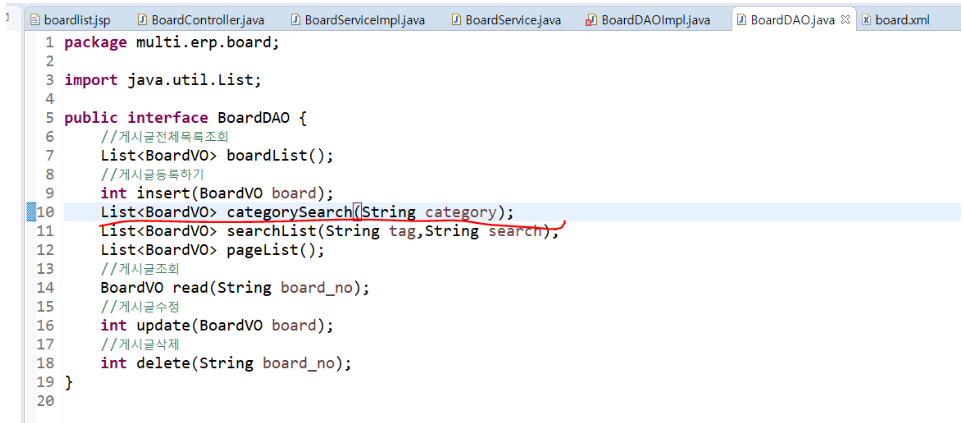 boardlist.jsp BoardController.java BoardServiceImpl.java BoardService.java BoardDAOImpl.java BoardDAO.java board.xml
1 package multi.erp.board;
2
3 import java.util.List;
4
5 public interface BoardDAO {
6 //게시글전체목록조회
7 List<BoardVO> boardList();
8 //게시글등록하기
9 int insert(BoardVO board);
10 List<BoardVO> categorySearch(String category);
11 List<BoardVO> searchList(String tag,String search);
12 List<BoardVO> pageList();
13 //게시글조회
14 BoardVO read(String board_no);
15 //게시글수정
16 int update(BoardVO board);
17 //게시글삭제
18 int delete(String board_no);
19 }
20